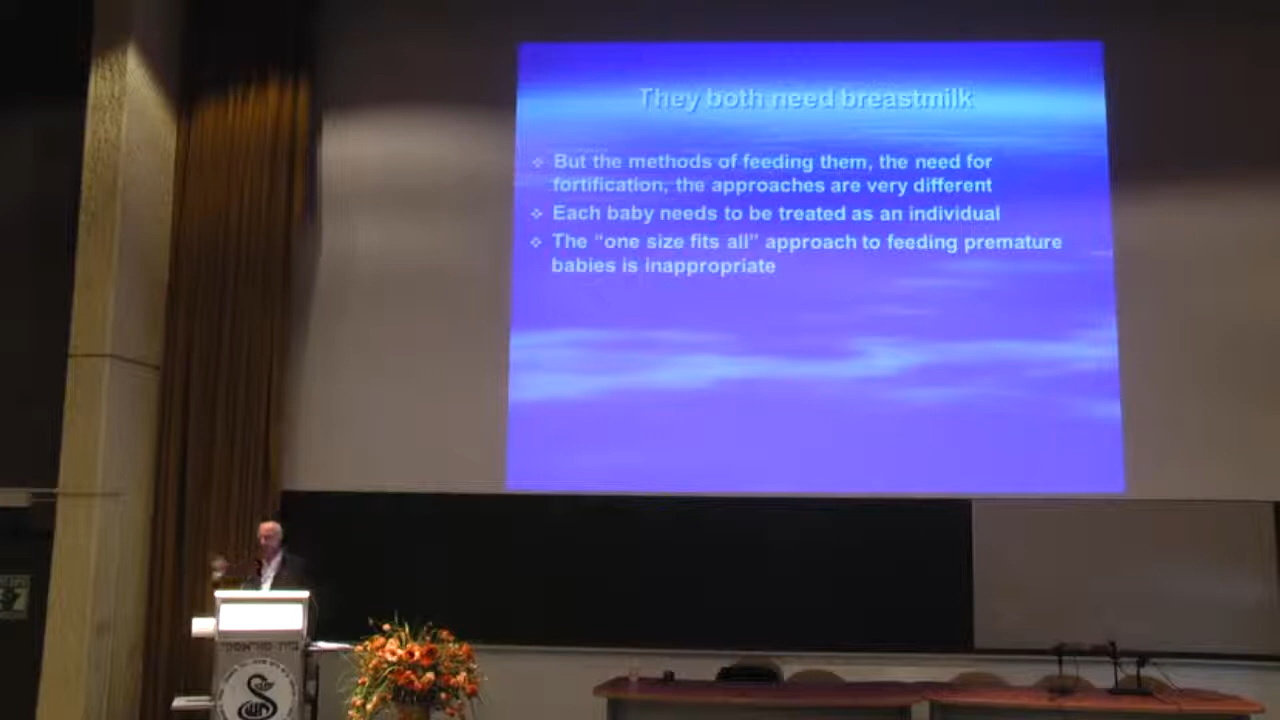 They both need breastmilk
But the methods of feeding them, the need for
fortification, the approaches are very different
Each baby needs to be treated as an individual
The “one size fits all” approach to feeding premature
babies is inappropriate